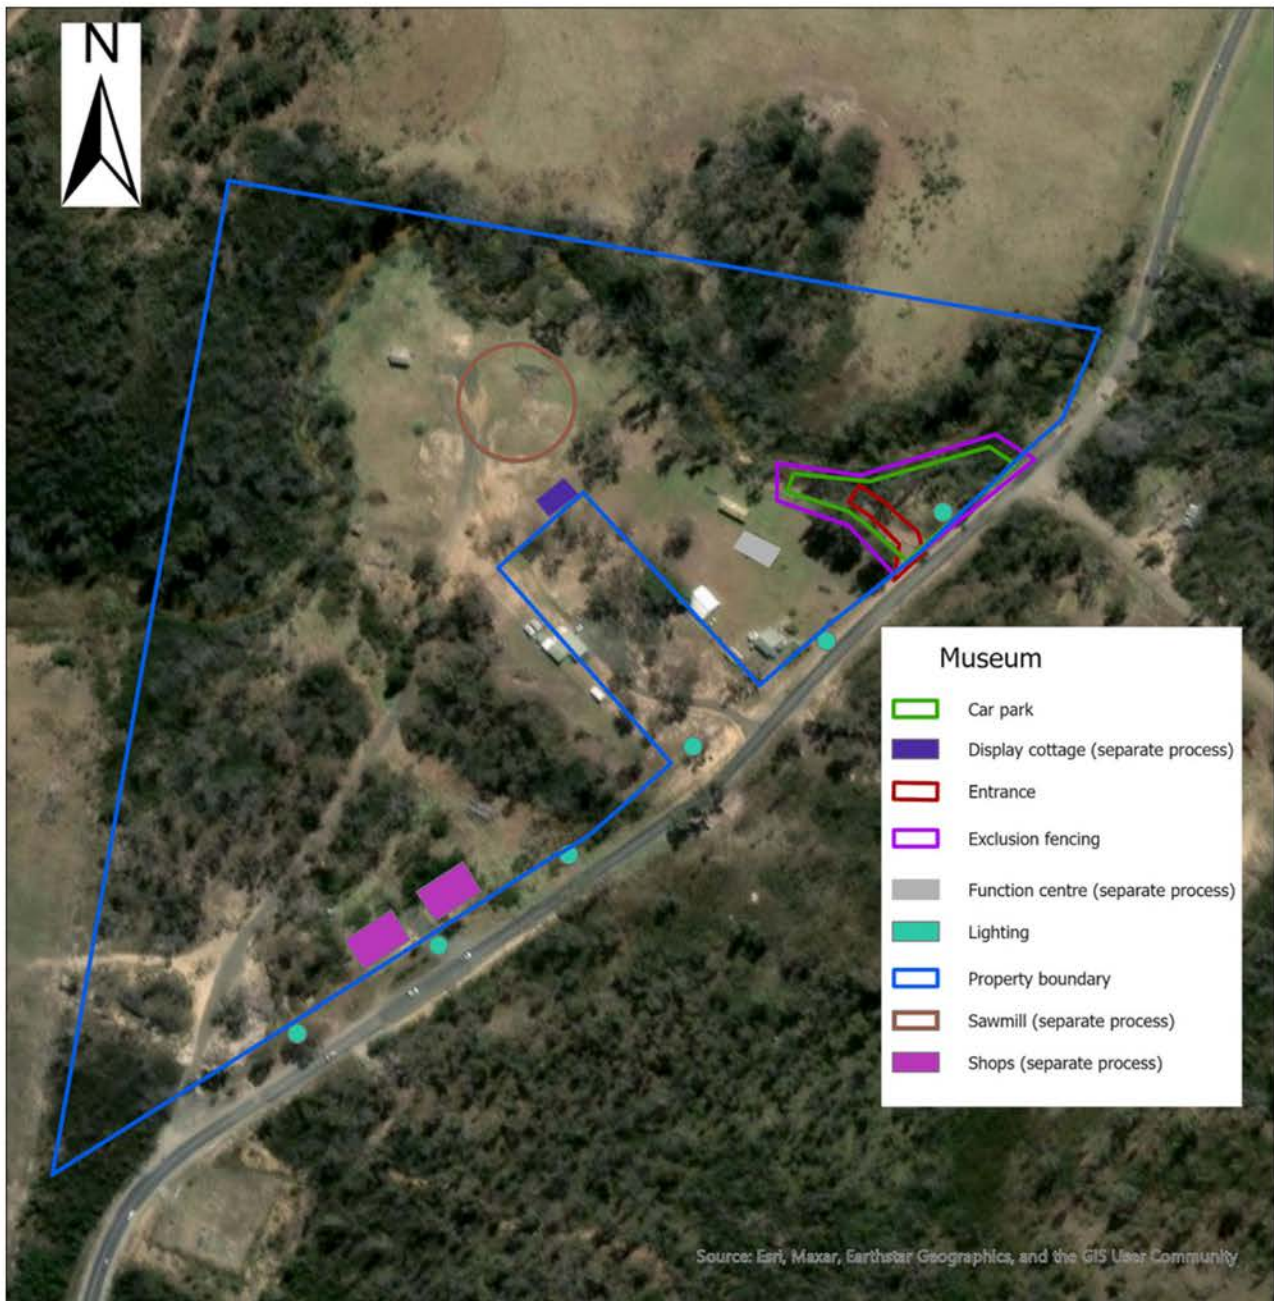 N
Museum
Car park
Display cottage (separate process)
Entrance
Exclusion fencing
Function centre (separate process)
Lighting
Property boundary
Sawmill (separate process)
Shops (separate process)
Source: Esri, Maxar, Earthstar Geographics, and the GIS User Community